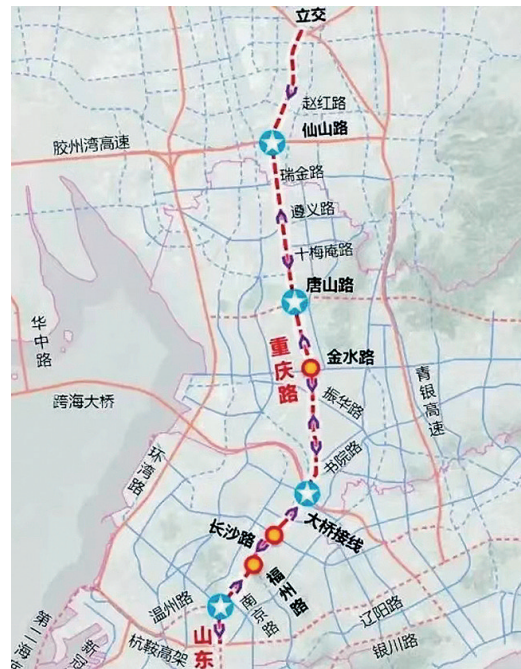 立交
赵红路
仙山路
胶州湾高速
瑞金路
遵义路
十梅庵路
唐山路
华中路
重庆路
金水路
青银高速
跨海大桥
振华路
环湾路
书院路
大桥接线
长沙路
福州路
南京路
温州路
辽阳路
山东
杭鞍高架
银川路
第二海